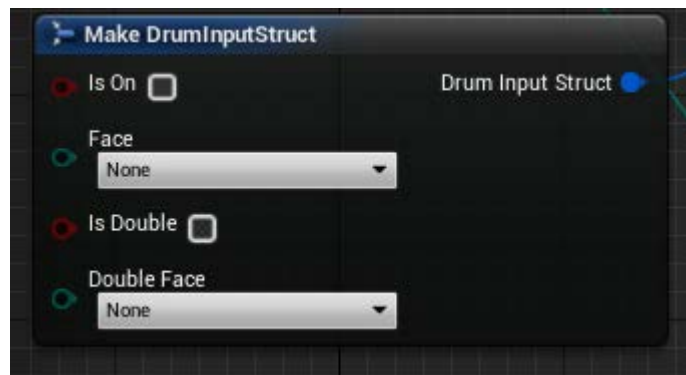 Make DrumInputStruct
Is On
Drum Input Struct
Face
None
Is Double
Double Face
None